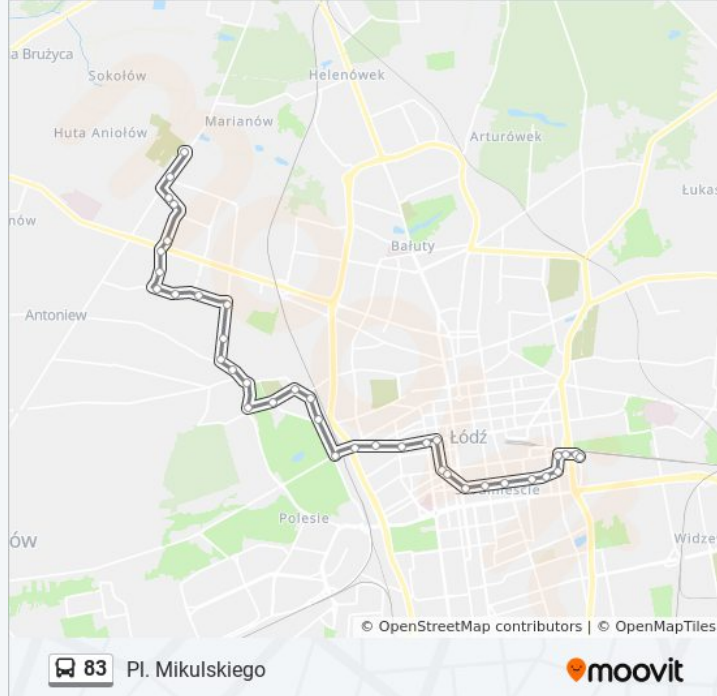 a Brużyca
Sokołów
Helenówek
Huta Aniołów
Marianów
Arturówek
Łukas
nów
Bałuty
Antoniew
Łódź
mieście
Polesie
ów
Widzew
© OpenStreetMap contributors | © OpenMapTiles
83 Pl. Mikulskiego
moovit